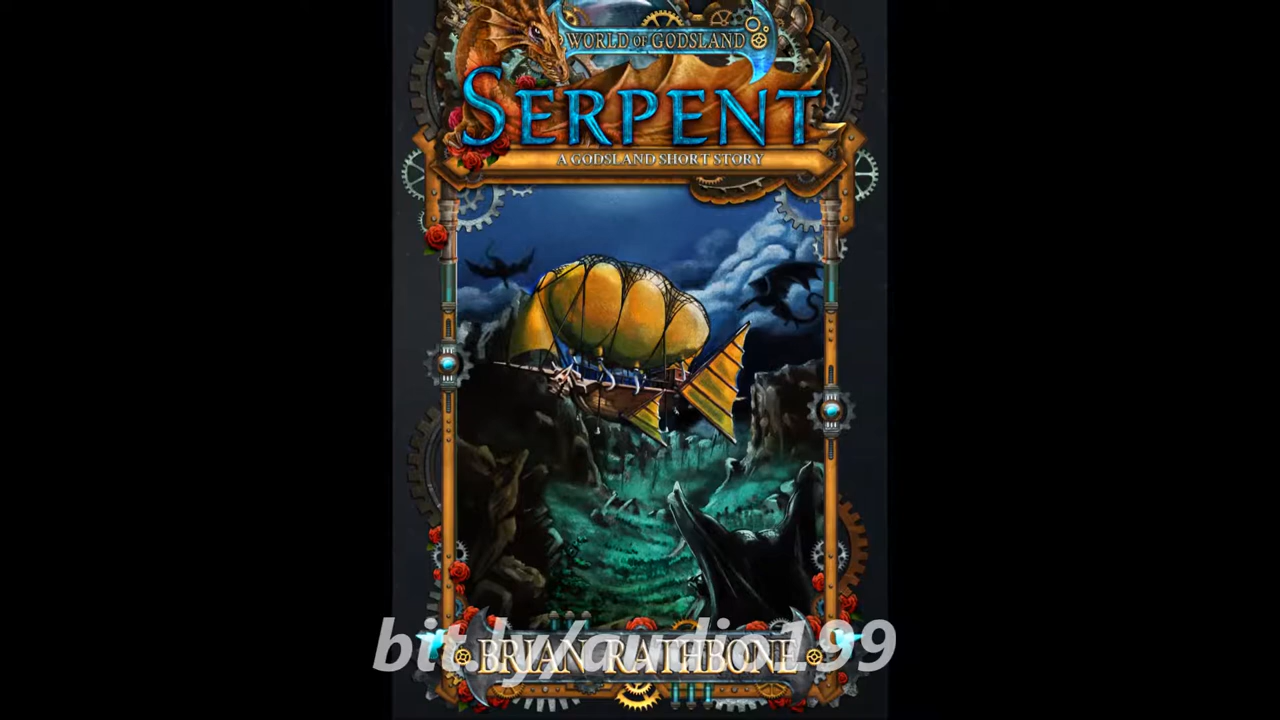 WORLD OF GODSLAND
SERPENT
A GODSLAND SHORT STORY
bit.ly/audio199
BRIAN RATHBONE